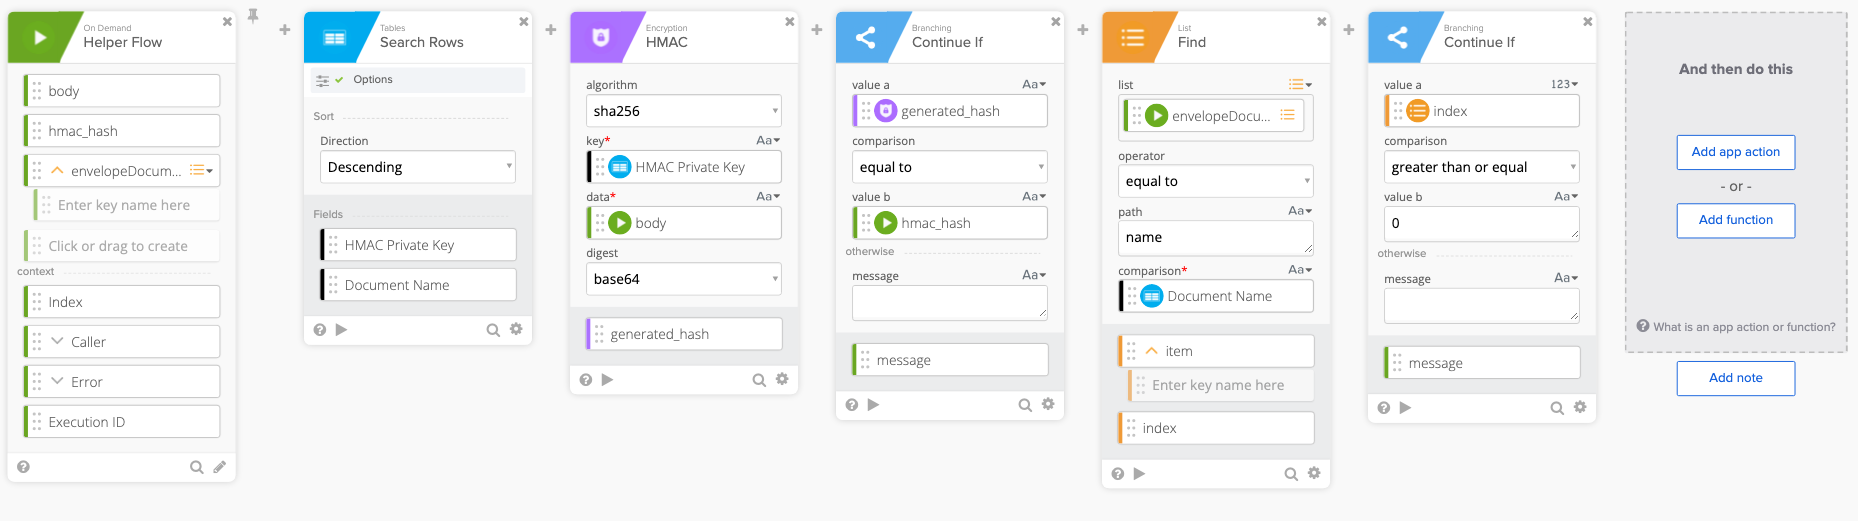 On Demand
Helper Flow
body
hmac_hash
envelopeDocum...
Enter key name here
Click or drag to create
context
Index
Caller
Error
Execution ID
Tables
Search Rows
Options
Sort
Direction
Descending
Fields
HMAC Private Key
Document Name
Encryption
HMAC
algorithm
sha256
key* Aa
HMAC Private Key
data* Aa
body
digest
base64
generated_hash
Branching
Continue If
value a Aa
generated_hash
comparison
equal to
value b Aa
hmac_hash
otherwise
message Aa
message
List
Find
list
envelopeDocu...
operator
equal to
path Aa
name
comparison* Aa
Document Name
item
Enter key name here
index
Branching
Continue If
value a 123
index
comparison
greater than or equal
value b Aa
0
otherwise
message Aa
message
And then do this
Add app action
- or -
Add function
What is an app action or function?
Add note